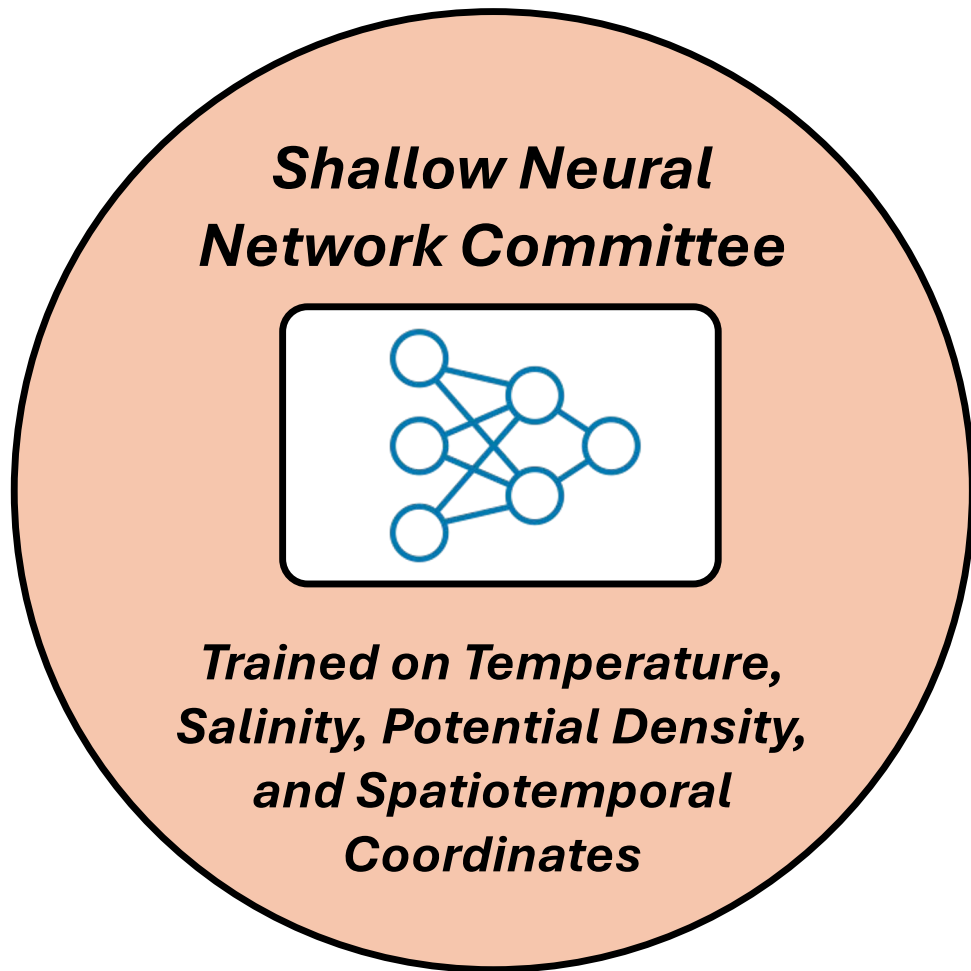 Shallow Neural
Network Committee
Trained on Temperature,
Salinity, Potential Density,
and Spatiotemporal
Coordinates